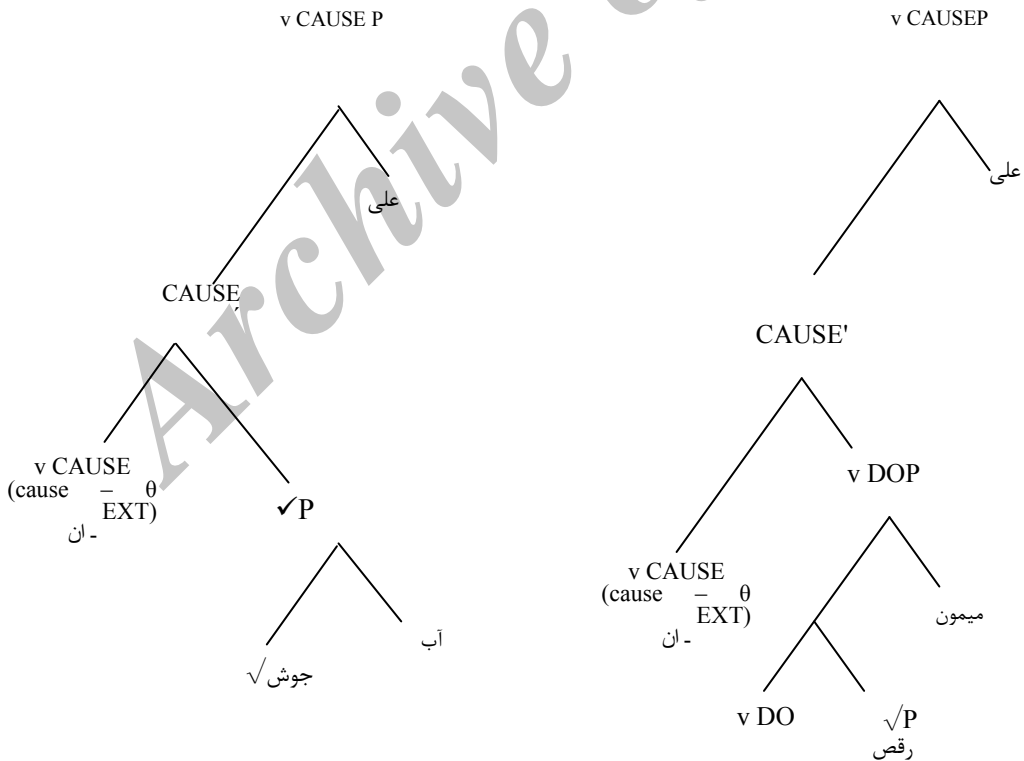 v CAUSE P
v CAUSEP
علی
علی
CAUSE
CAUSE'
v CAUSE
(cause – θ
EXT)
ـ ان
✓P
v DOP
√جوش
آب
v CAUSE
(cause – θ
EXT)
ـ ان
میمون
v DO
√P
رقص
Archive